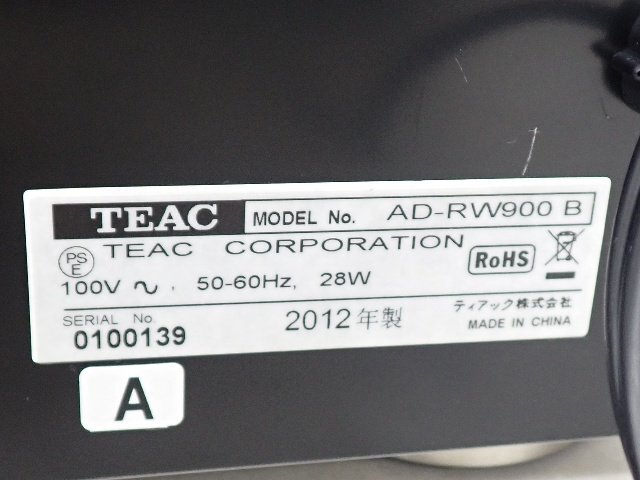 TEAC MODEL No. AD-RW900 B
PS E TEAC CORPORATION RoHS
100V ~, 50-60Hz, 28W
SERIAL No. 2012年製 ティアック株式会社
0100139 MADE IN CHINA
A